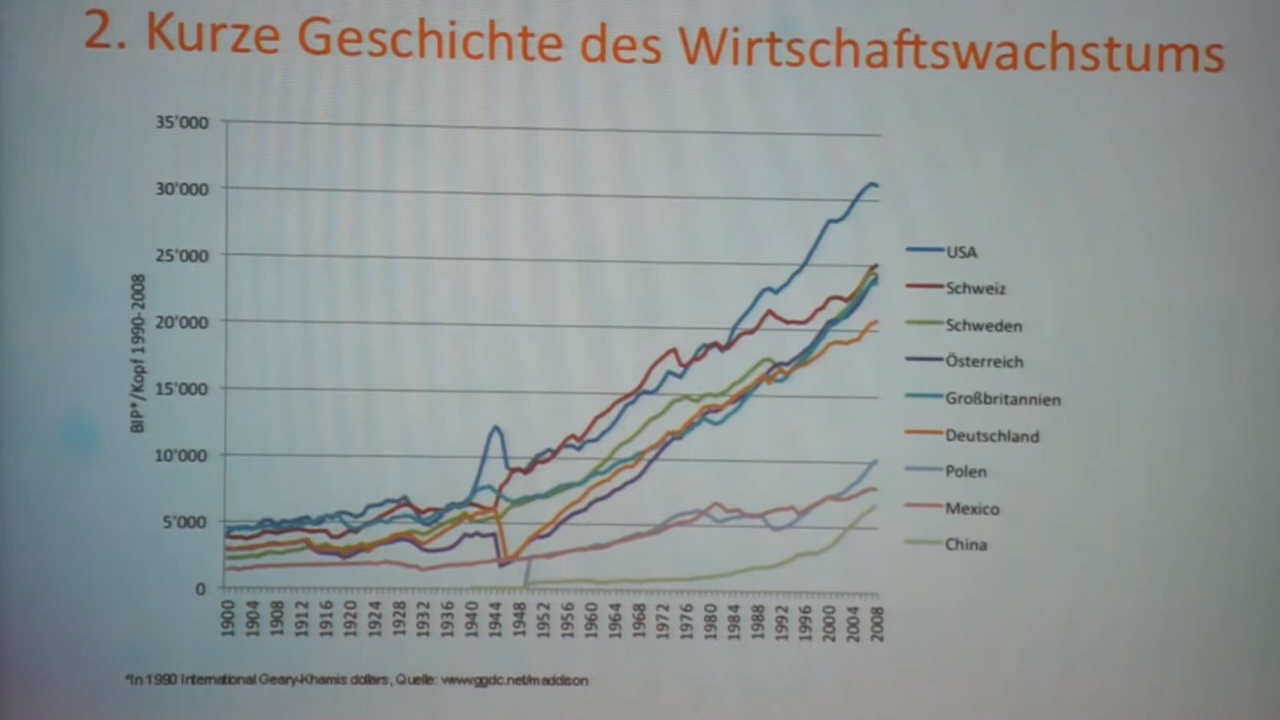 2. Kurze Geschichte des Wirtschaftswachstums
35'000
30'000
25'000
20'000
15'000
10'000
5'000
0
BIP*/Kopf 1990-2008
1900 1904 1908 1912 1916 1920 1924 1928 1932 1936 1940 1944 1948 1952 1956 1960 1964 1968 1972 1976 1980 1984 1988 1992 1996 2000 2004 2008
USA
Schweiz
Schweden
Österreich
Großbritannien
Deutschland
Polen
Mexico
China
*In 1990 International Geary-Khamis dollars, Quelle: www.ggdc.net/maddison